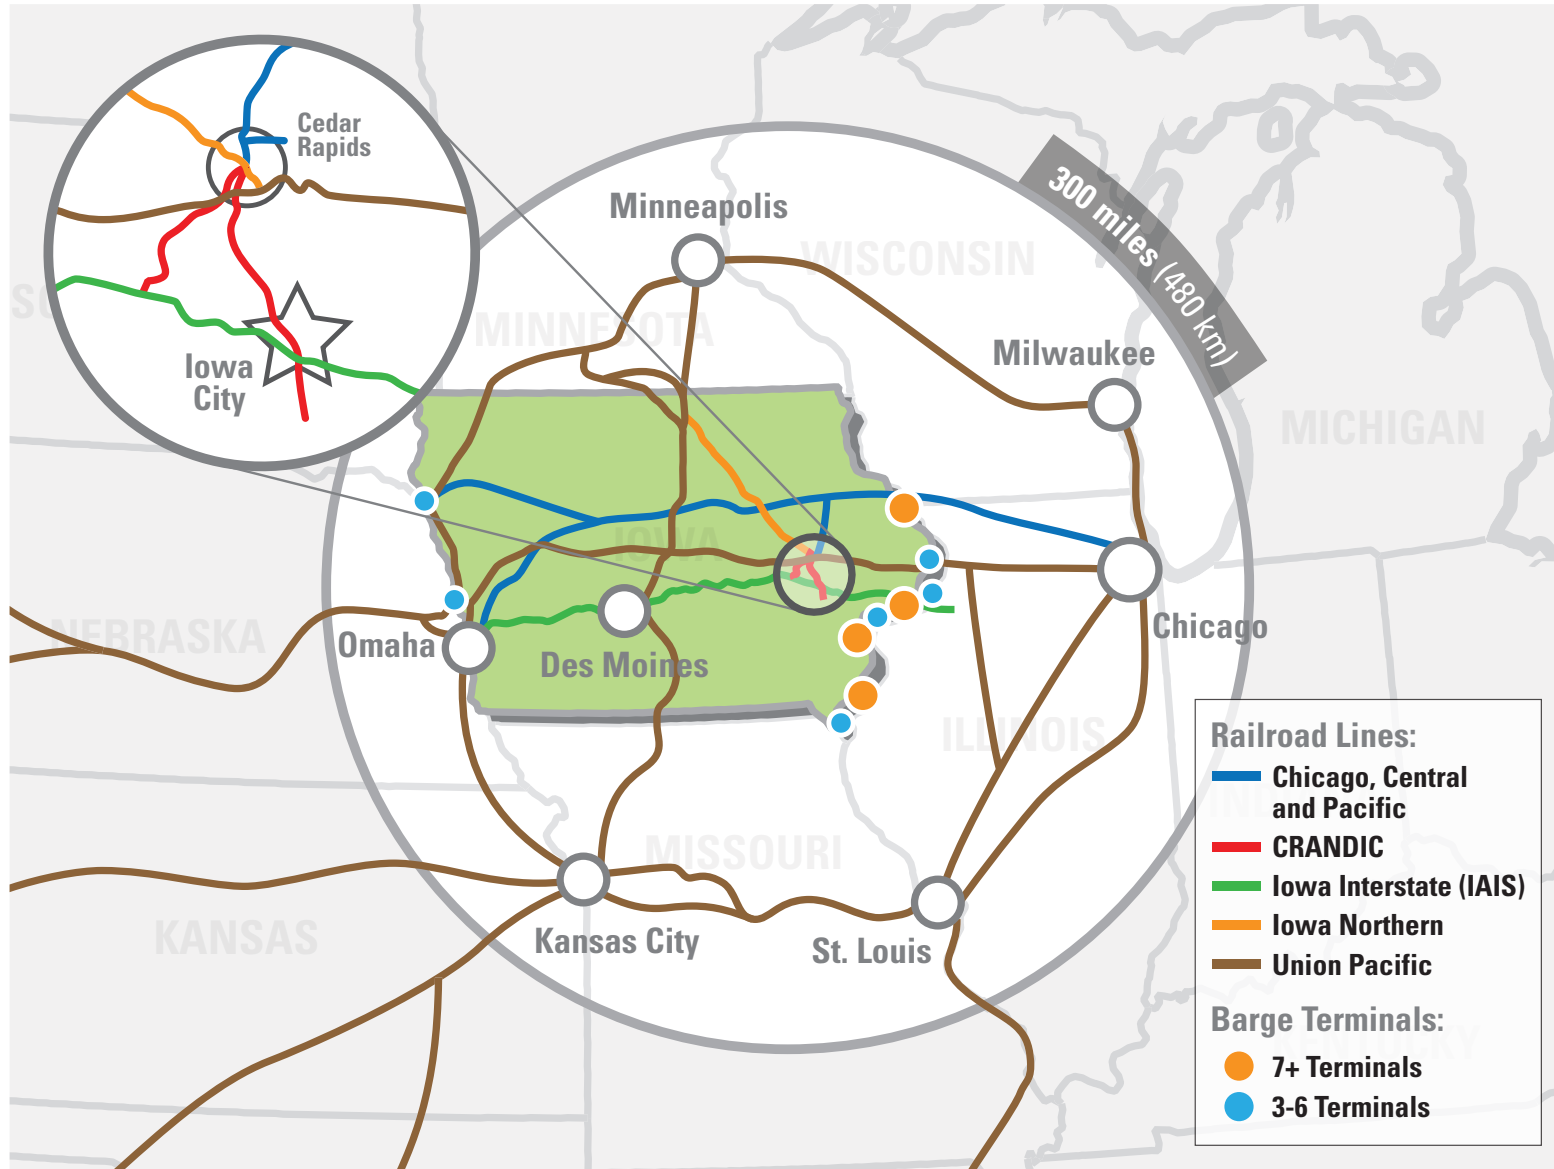 Cedar
Rapids
Iowa
City
Minneapolis
300 miles (480 km)
WISCONSIN
MINNESOTA
Milwaukee
MICHIGAN
IOWA
NEBRASKA
Omaha
Des Moines
Chicago
ILLINOIS
MISSOURI
KANSAS
Kansas City
St. Louis
Railroad Lines:
Chicago, Central
and Pacific
CRANDIC
Iowa Interstate (IAIS)
Iowa Northern
Union Pacific
Barge Terminals:
KENTUCKY
7+ Terminals
3-6 Terminals